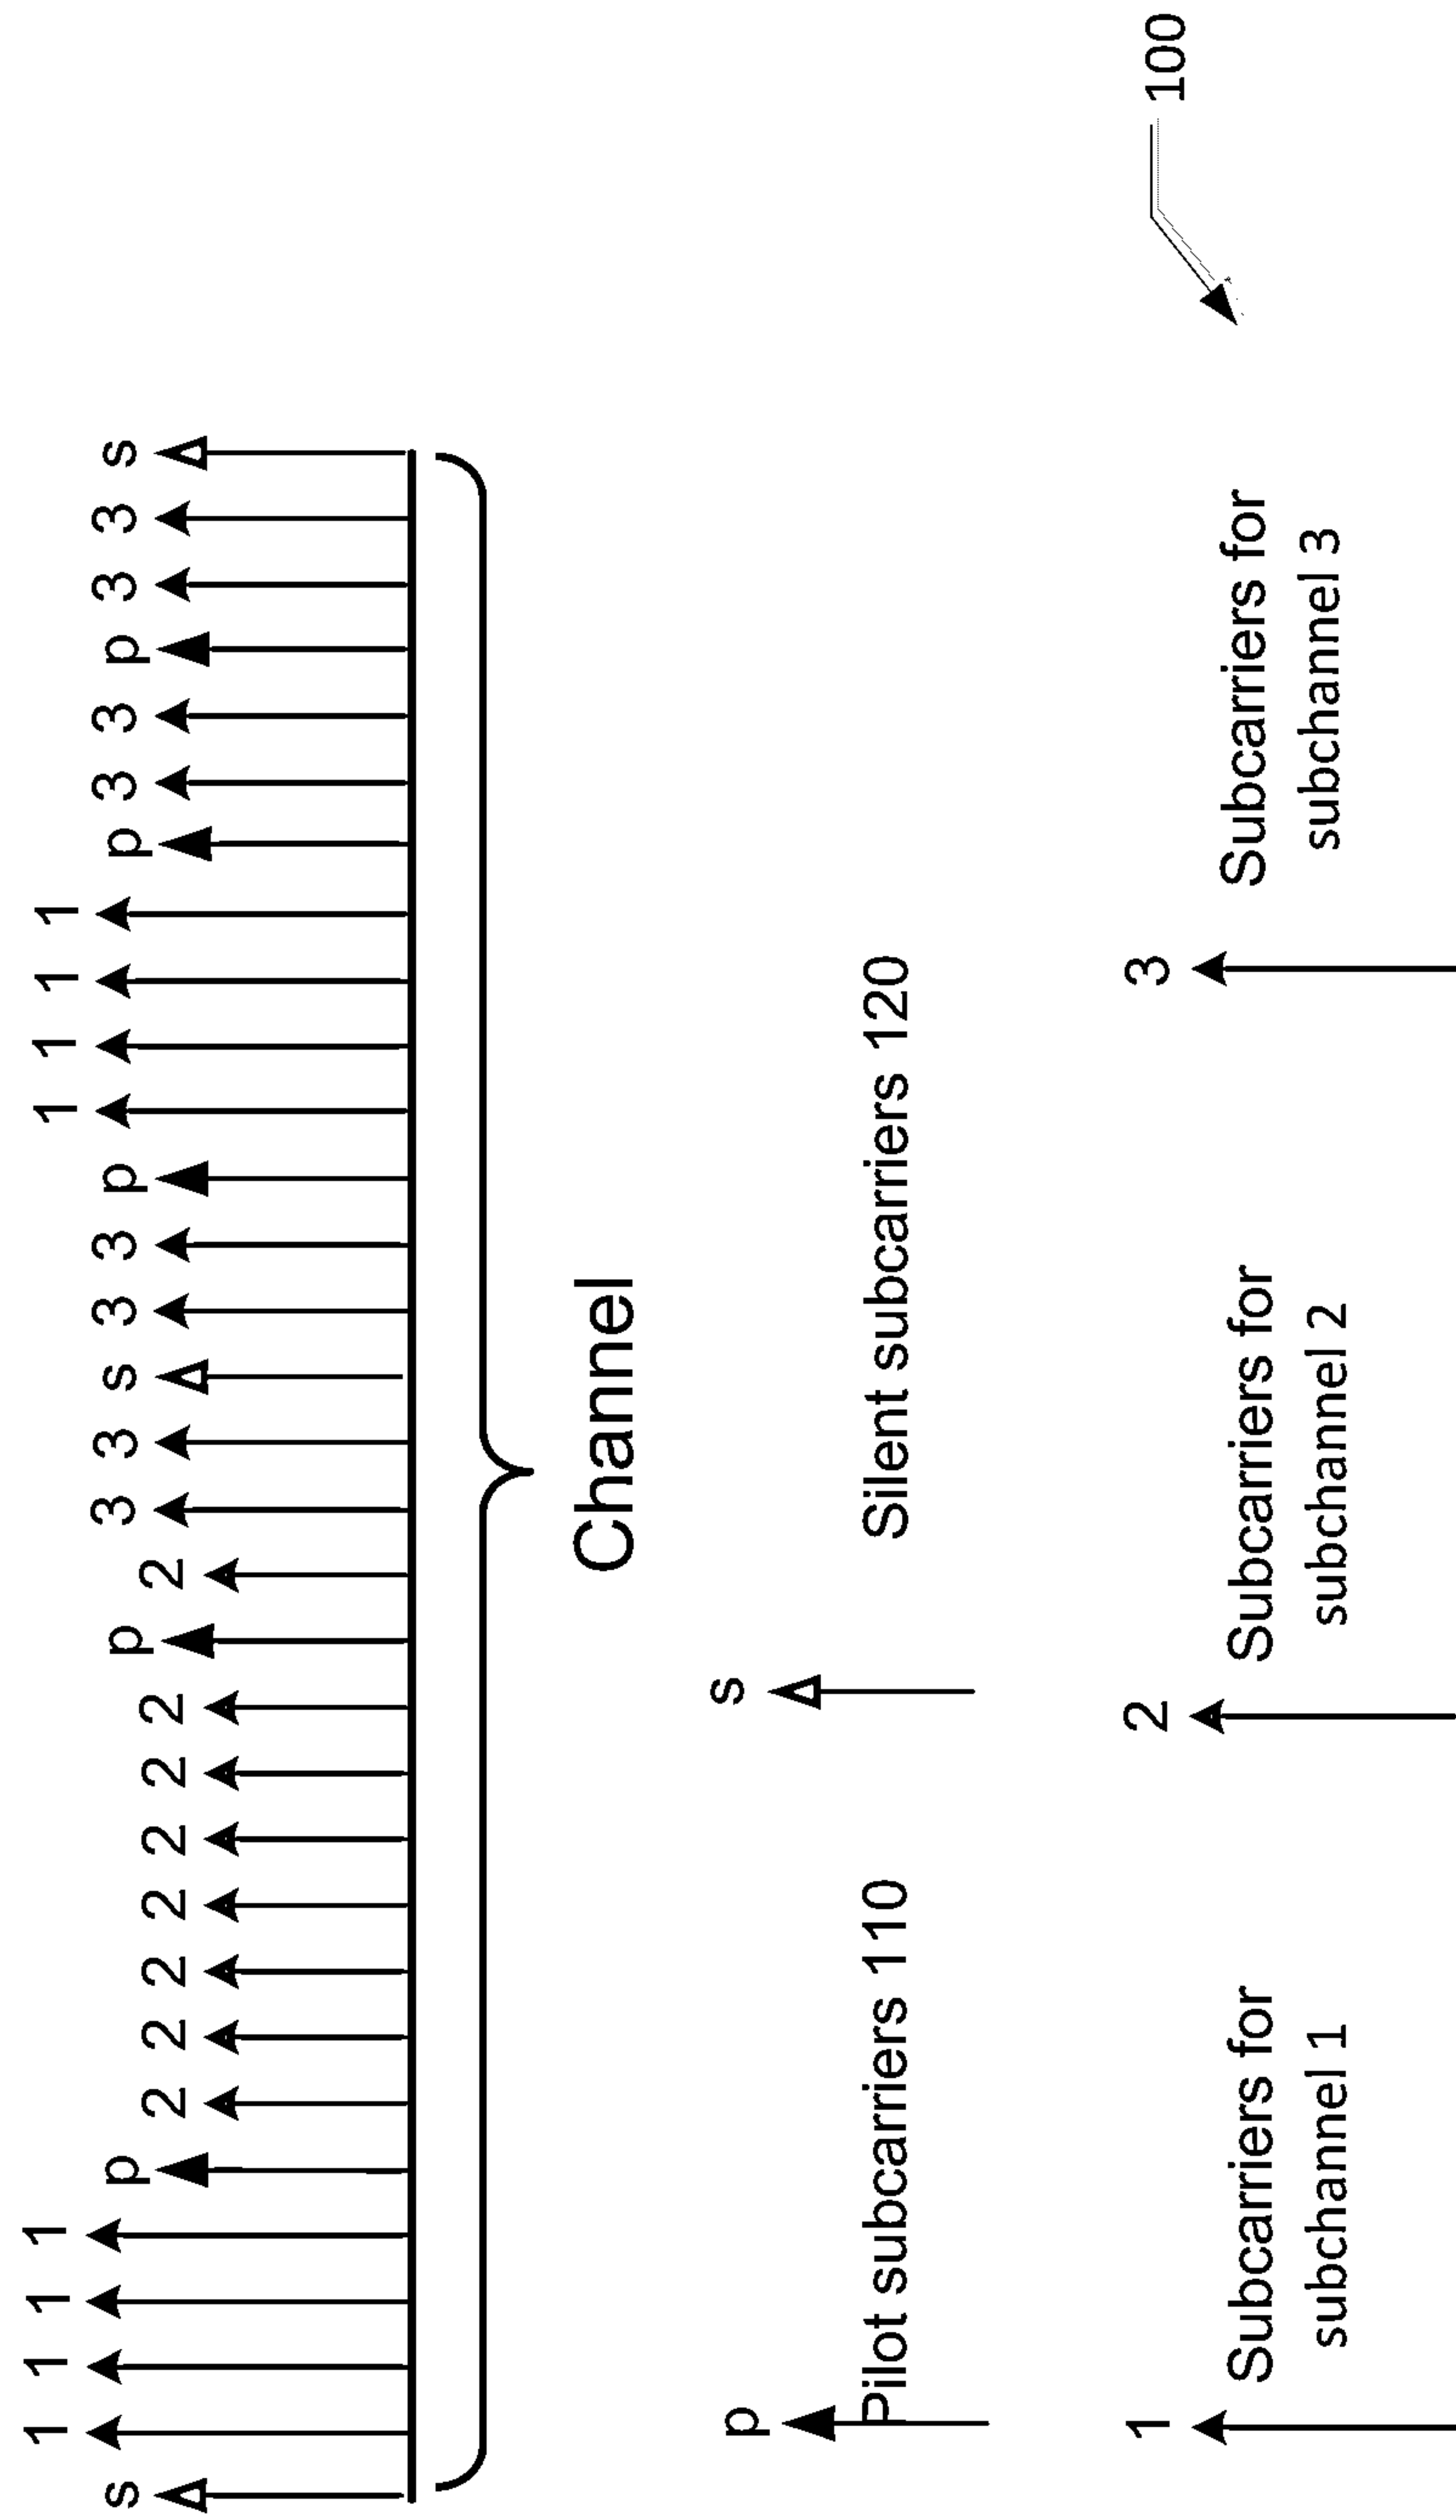 s 1 1 1 1 p 2 2 2 2 2 2 2 p 2 3 3 s 3 3 p 1 1 1 1 p 3 3 p 3 3 s
Channel
p
Pilot subcarriers 110
s
Silent subcarriers 120
1
Subcarriers for
subchannel 1
2
Subcarriers for
subchannel 2
3
Subcarriers for
subchannel 3
100